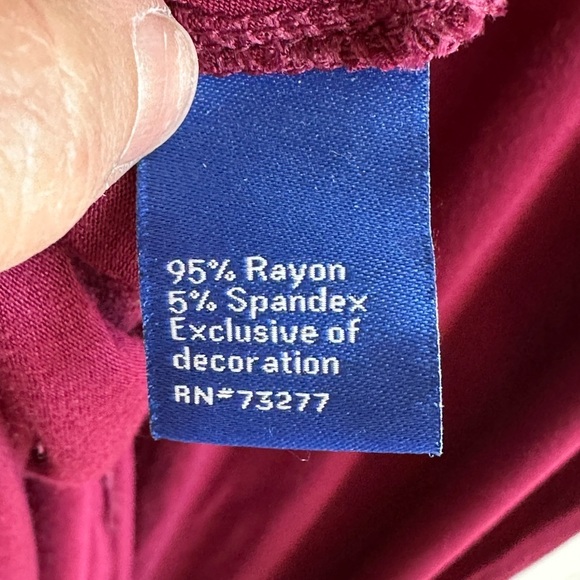 95% Rayon
5% Spandex
Exclusive of
decoration
RN#73277